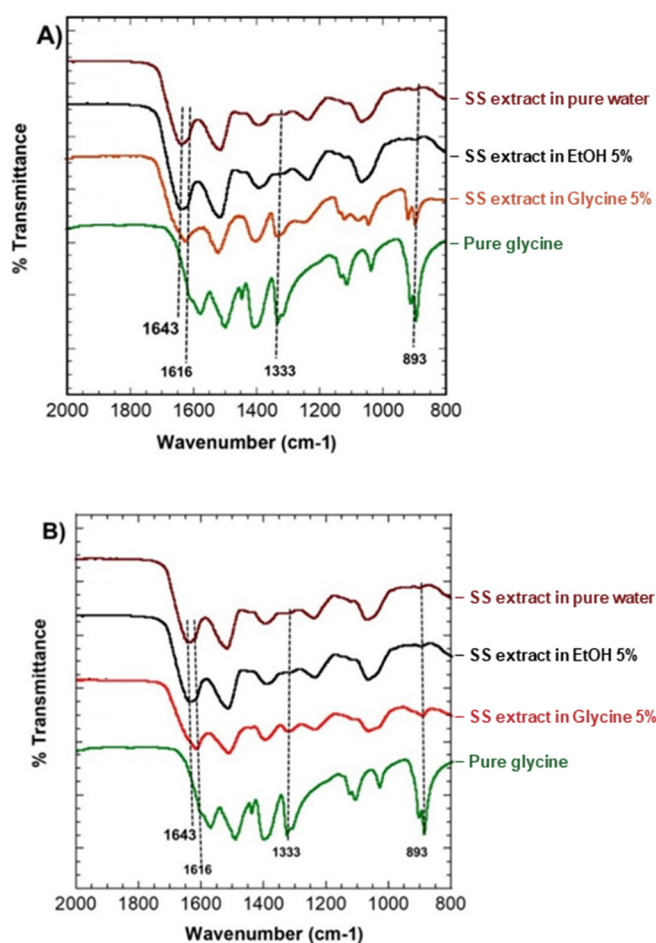 A)
SS extract in pure water
SS extract in EtOH 5%
SS extract in Glycine 5%
Pure glycine
% Transmittance
1643
1616
1333
893
2000 1800 1600 1400 1200 1000 800
Wavenumber (cm-1)
B)
SS extract in pure water
SS extract in EtOH 5%
SS extract in Glycine 5%
Pure glycine
% Transmittance
1643
1616
1333
893
2000 1800 1600 1400 1200 1000 800
Wavenumber (cm-1)